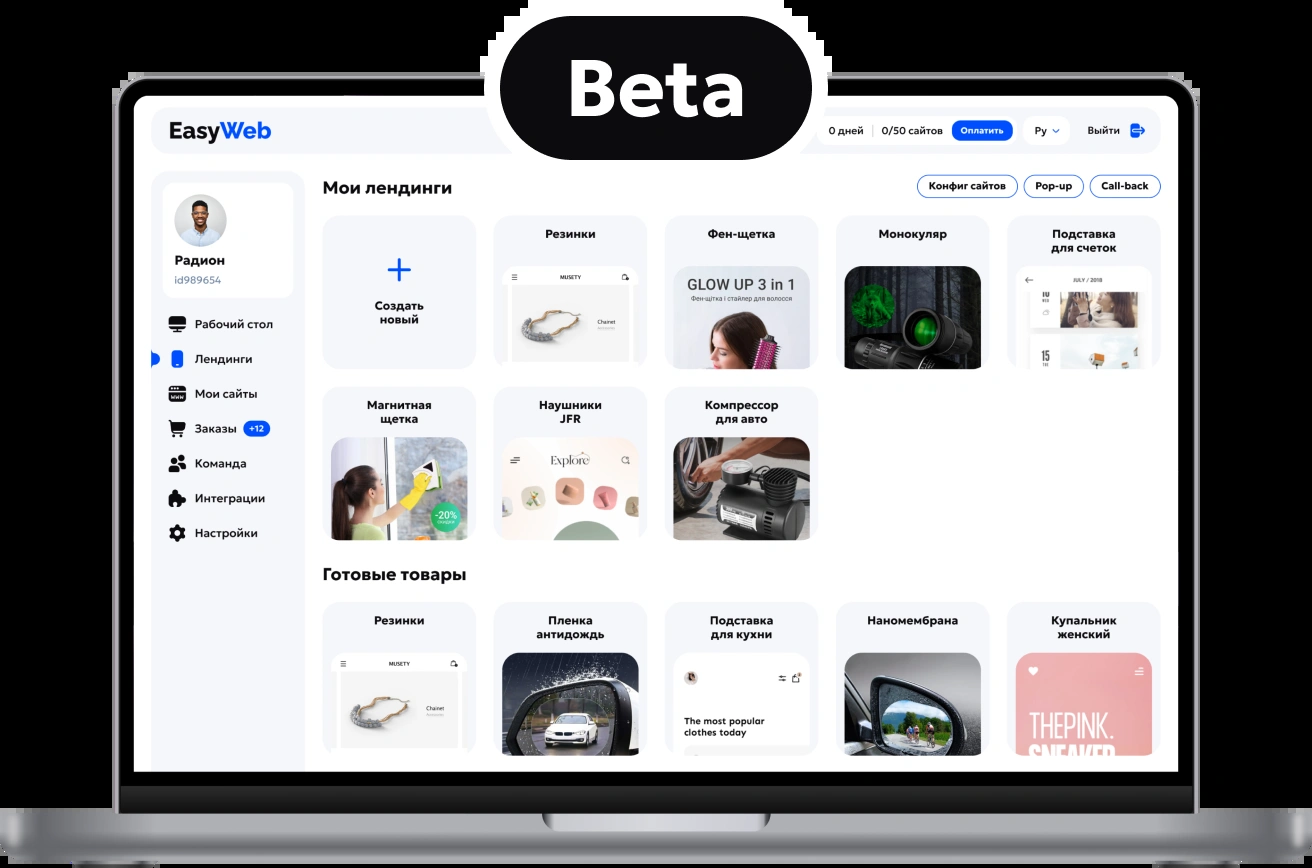 Beta
EasyWeb
0 дней
0/50 сайтов
Оплатить
Ру
Выйти
Радион
id989654
Рабочий стол
Лендинги
Мои сайты
Заказы +12
Команда
Интеграции
Настройки
Мои лендинги
Конфиг сайтов
Pop-up
Call-back
Создать
новый
Резинки
MUSETY
Chainet
Фен-щетка
GLOW UP 3 in 1
Фен-щітка і стайлер для волосся
Монокуляр
Подставка
для счеток
JULY / 2018
15
Магнитная
щетка
-20%
Наушники
JFR
Explore
Компрессор
для авто
Готовые товары
Резинки
MUSETY
Chainet
Пленка
антидождь
Подставка
для кухни
The most popular
clothes today
Наномембрана
Купальник
женский
THEPINK.
SNEAKER